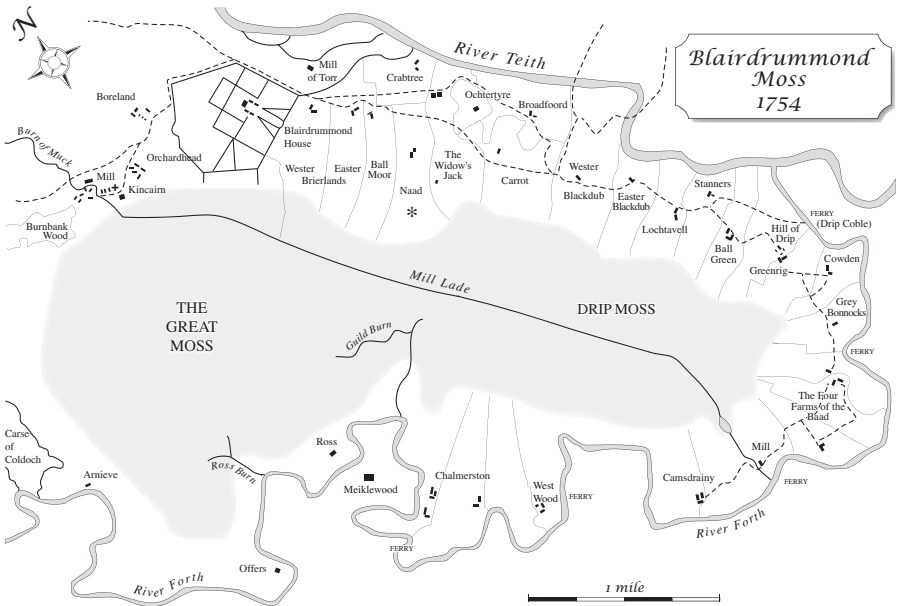 N
Blairdrummond
Moss
1754
River Teith
Mill
of Torr
Crabtree
Ochtertyre
Broadfoord
Boreland
Burn of Muck
Orchardhead
Blairdrummond
House
Mill
Kincairn
Burnbank
Wood
Wester
Brierlands
Easter
Ball
Moor
Naad
*
The
Widow's
Jack
Carrot
Wester
Blackdub
Easter
Blackdub
Lochtavell
Stanners
Ball
Green
FERRY
(Drip Coble)
Hill of
Drip
Greenrig
Cowden
Grey
Bonnocks
FERRY
Mill Lade
THE
GREAT
MOSS
DRIP MOSS
Guild Burn
The Four
Farms of the
Baad
Carse
of
Coldoch
Arnieve
Ross Burn
Ross
Meiklewood
Chalmerston
West
Wood
FERRY
Camsdrainy
Mill
FERRY
River Forth
FERRY
Offers
River Forth
1 mile